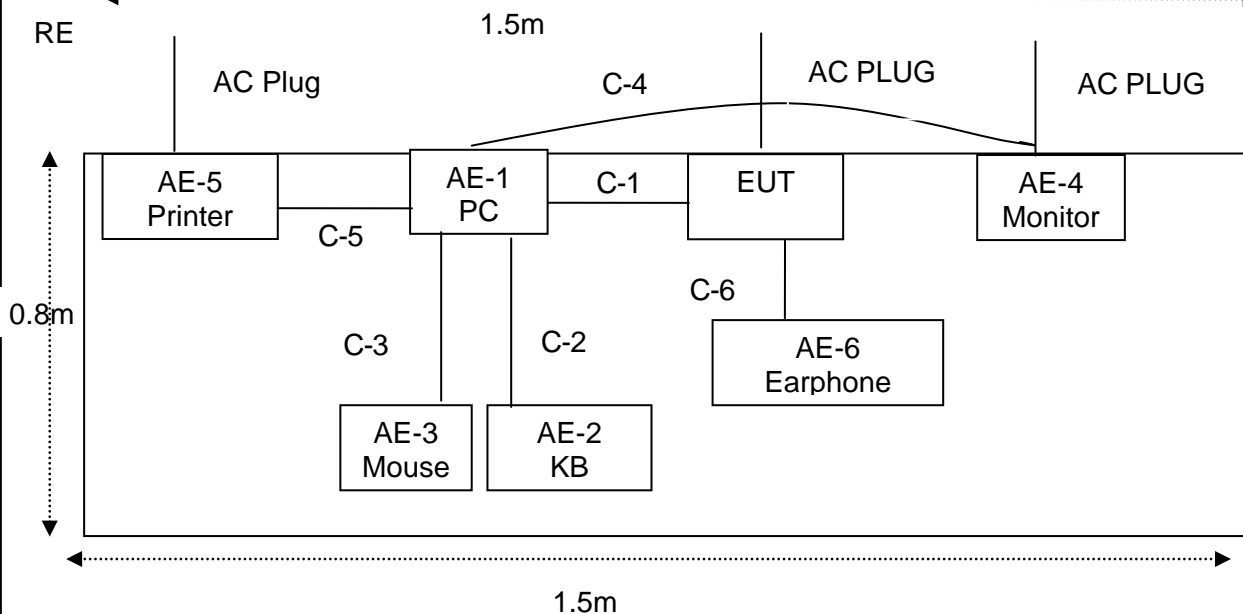 1.5m
RE
AC Plug
C-4
AC PLUG
AC PLUG
AE-5
Printer
AE-1
PC
C-1
EUT
AE-4
Monitor
C-5
C-6
0.8m
C-3
C-2
AE-6
Earphone
AE-3
Mouse
AE-2
KB
1.5m